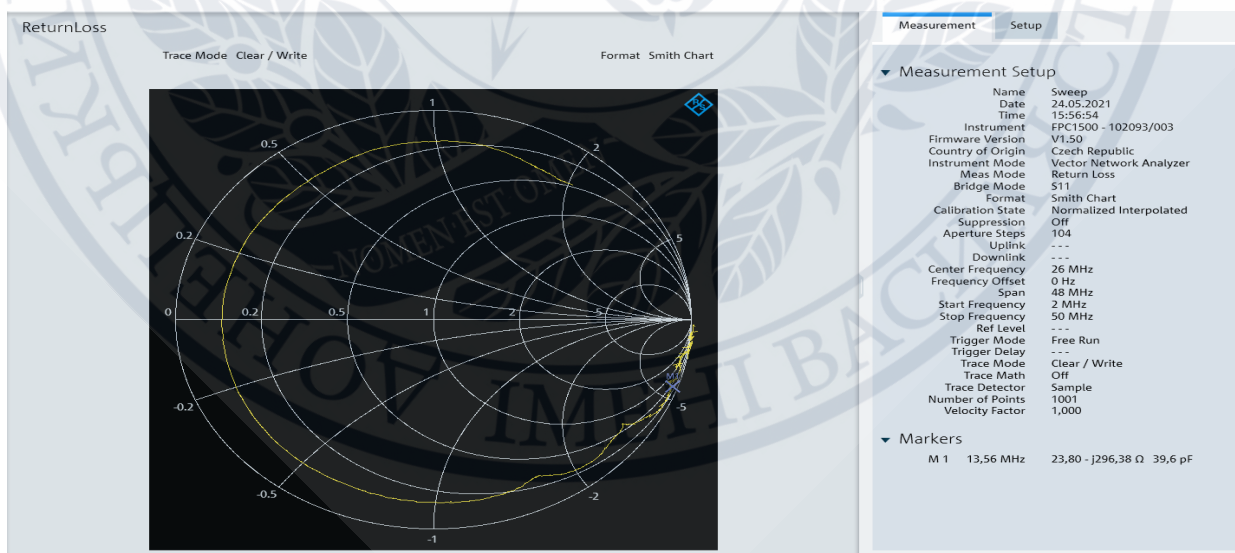 ReturnLoss
Trace Mode Clear / Write Format Smith Chart
R&S
1
0.5 2
0.2 5
0 0.2 0.5 1 2 5
-0.2 -5
-0.5 -2
-1
M
NOMEN·EST OMEN
ІМЕНІ ВАС
Measurement Setup
Measurement Setup
Name Sweep
Date 24.05.2021
Time 15:56:54
Instrument FPC1500 - 102093/003
Firmware Version V1.50
Country of Origin Czech Republic
Instrument Mode Vector Network Analyzer
Meas Mode Return Loss
Bridge Mode S11
Format Smith Chart
Calibration State Normalized Interpolated
Suppression Off
Aperture Steps 104
Uplink - - -
Downlink - - -
Center Frequency 26 MHz
Frequency Offset 0 Hz
Span 48 MHz
Start Frequency 2 MHz
Stop Frequency 50 MHz
Ref Level - - -
Trigger Mode Free Run
Trigger Delay - - -
Trace Mode Clear / Write
Trace Math Off
Trace Detector Sample
Number of Points 1001
Velocity Factor 1,000
Markers
M 1 13,56 MHz 23,80 - j296,38 Ω 39,6 pF